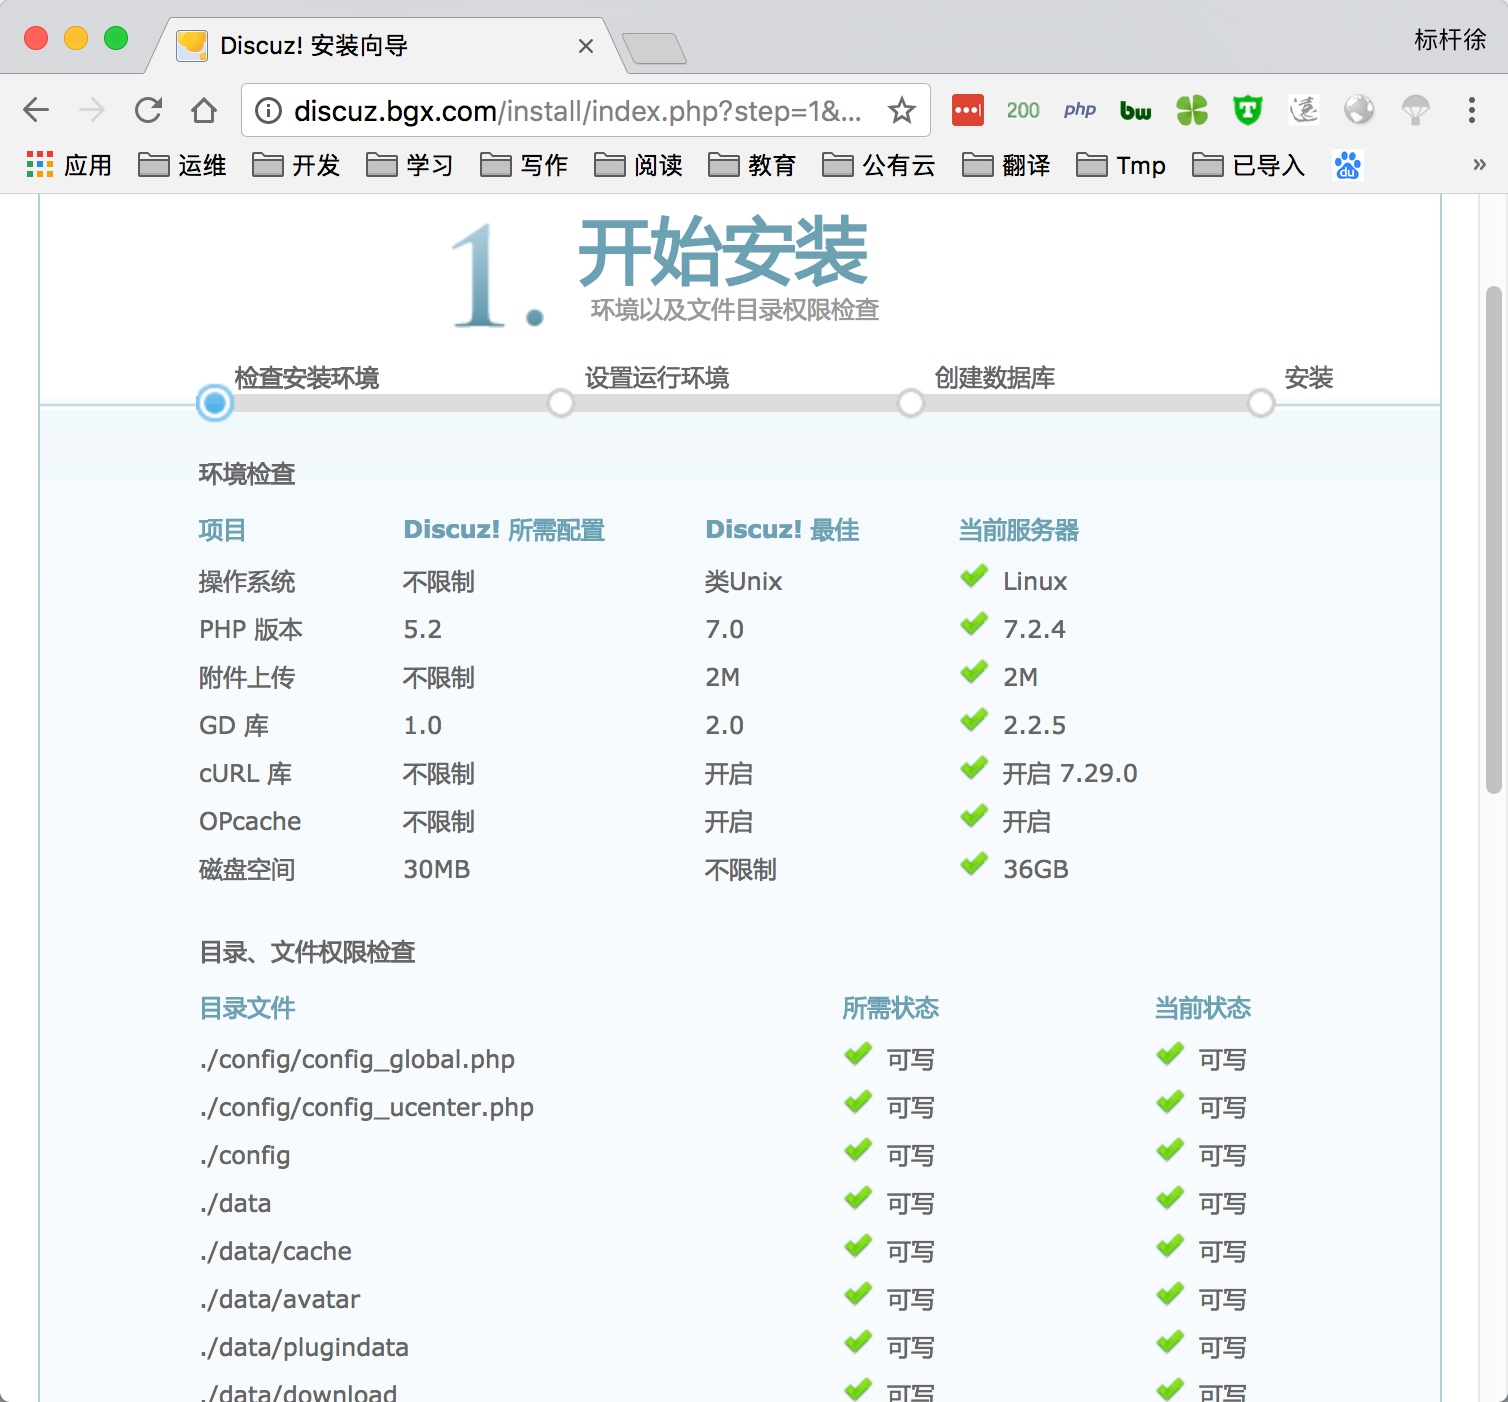 标杆徐
Discuz! 安装向导
discuz.bgx.com/install/index.php?step=1&...
200 php bw
应用 运维 开发 学习 写作 阅读 教育 公有云 翻译 Tmp 已导入 du »
1. 开始安装
环境以及文件目录权限检查
检查安装环境 设置运行环境 创建数据库 安装
环境检查
项目 Discuz! 所需配置 Discuz! 最佳 当前服务器
操作系统 不限制 类Unix Linux
PHP 版本 5.2 7.0 7.2.4
附件上传 不限制 2M 2M
GD 库 1.0 2.0 2.2.5
cURL 库 不限制 开启 开启 7.29.0
OPcache 不限制 开启 开启
磁盘空间 30MB 不限制 36GB
目录、文件权限检查
目录文件 所需状态 当前状态
./config/config_global.php 可写 可写
./config/config_ucenter.php 可写 可写
./config 可写 可写
./data 可写 可写
./data/cache 可写 可写
./data/avatar 可写 可写
./data/plugindata 可写 可写
./data/download 可写 可写